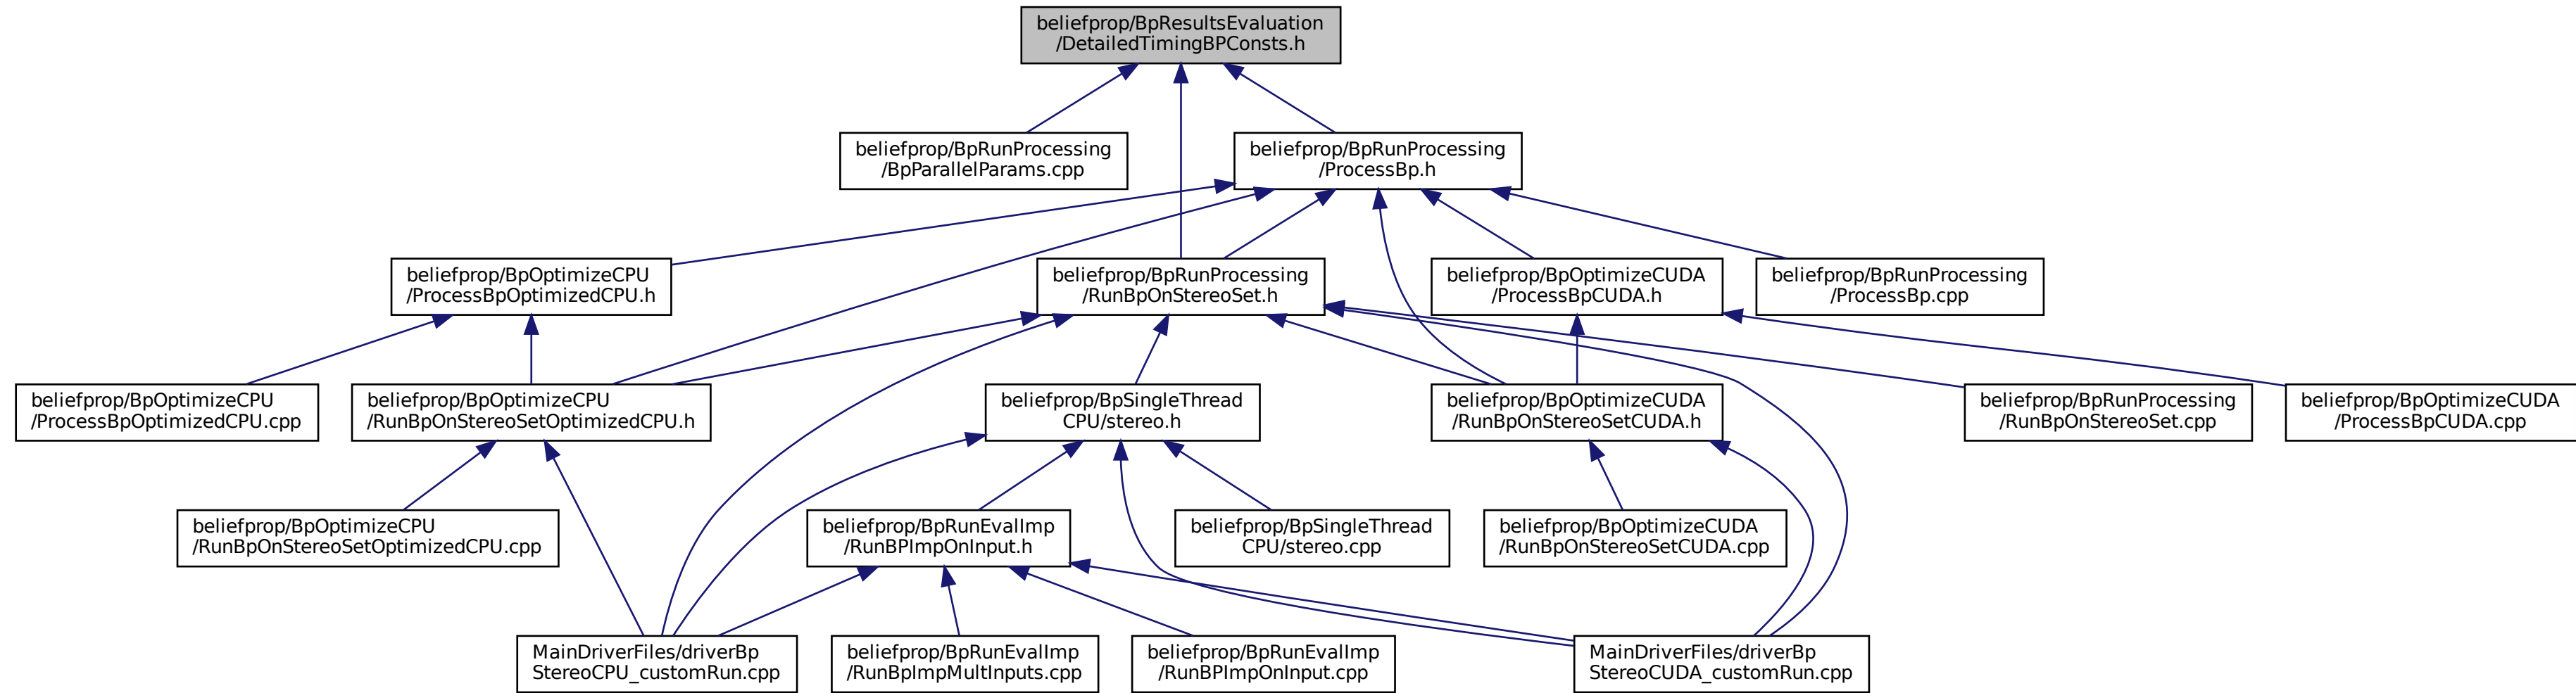 beliefprop/BpResultsEvaluation
/DetailedTimingBPConsts.h
beliefprop/BpRunProcessing
/BpParallelParams.cpp
beliefprop/BpRunProcessing
/ProcessBp.h
beliefprop/BpOptimizeCPU
/ProcessBpOptimizedCPU.h
beliefprop/BpRunProcessing
/RunBpOnStereoSet.h
beliefprop/BpOptimizeCUDA
/ProcessBpCUDA.h
beliefprop/BpRunProcessing
/ProcessBp.cpp
beliefprop/BpOptimizeCPU
/ProcessBpOptimizedCPU.cpp
beliefprop/BpOptimizeCPU
/RunBpOnStereoSetOptimizedCPU.h
beliefprop/BpSingleThread
CPU/stereo.h
beliefprop/BpOptimizeCUDA
/RunBpOnStereoSetCUDA.h
beliefprop/BpRunProcessing
/RunBpOnStereoSet.cpp
beliefprop/BpOptimizeCUDA
/ProcessBpCUDA.cpp
beliefprop/BpOptimizeCPU
/RunBpOnStereoSetOptimizedCPU.cpp
beliefprop/BpRunEvalImp
/RunBPImpOnInput.h
beliefprop/BpSingleThread
CPU/stereo.cpp
beliefprop/BpOptimizeCUDA
/RunBpOnStereoSetCUDA.cpp
MainDriverFiles/driverBp
StereoCPU_customRun.cpp
beliefprop/BpRunEvalImp
/RunBpImpMultInputs.cpp
beliefprop/BpRunEvalImp
/RunBPImpOnInput.cpp
MainDriverFiles/driverBp
StereoCUDA_customRun.cpp